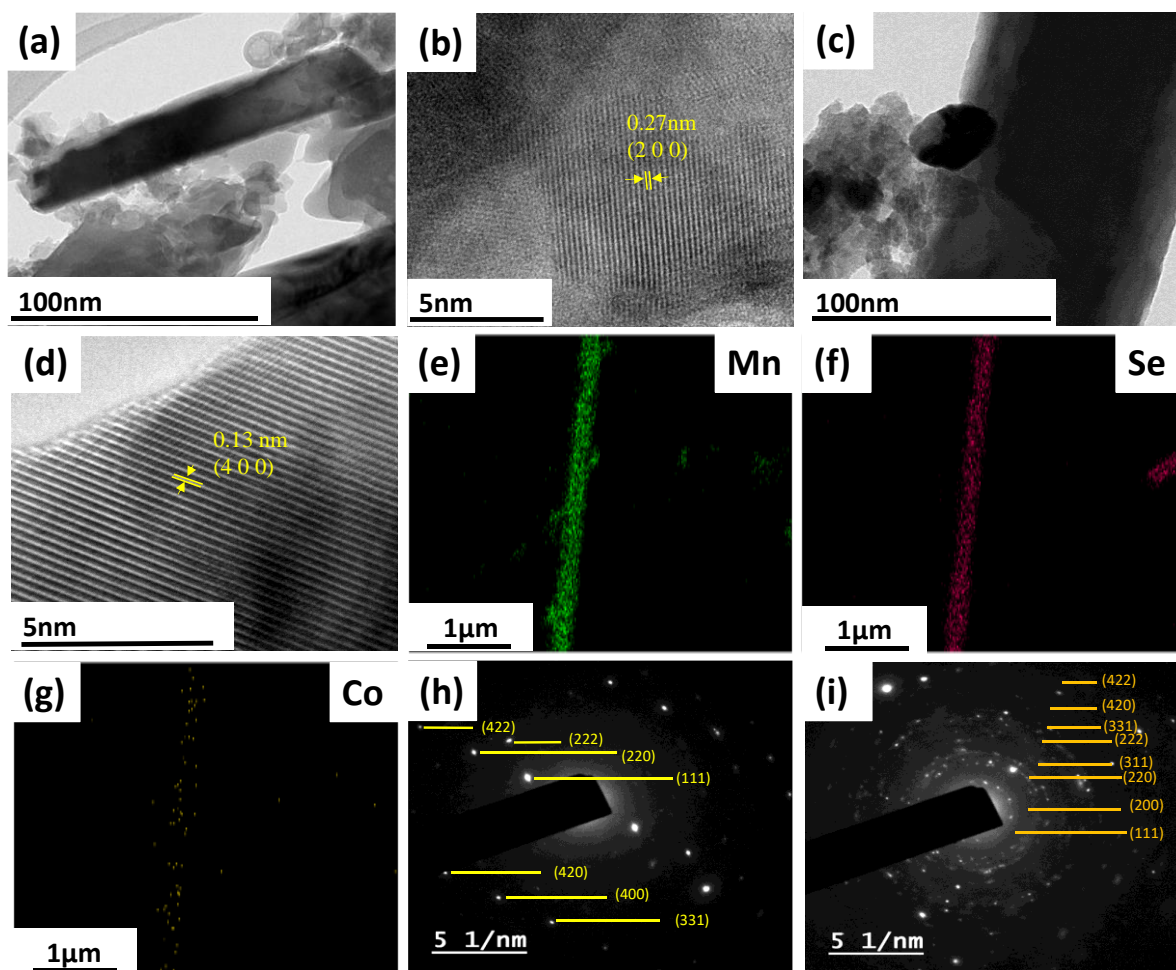 (a)
100nm
(b)
0.27nm
(2 0 0)
5nm
(c)
100nm
(d)
0.13 nm
(4 0 0)
5nm
(e)
Mn
1μm
(f)
Se
1μm
(g)
Co
1μm
(h)
(422)
(222)
(220)
(111)
(420)
(400)
(331)
5 1/nm
(i)
(422)
(420)
(331)
(222)
(311)
(220)
(200)
(111)
5 1/nm